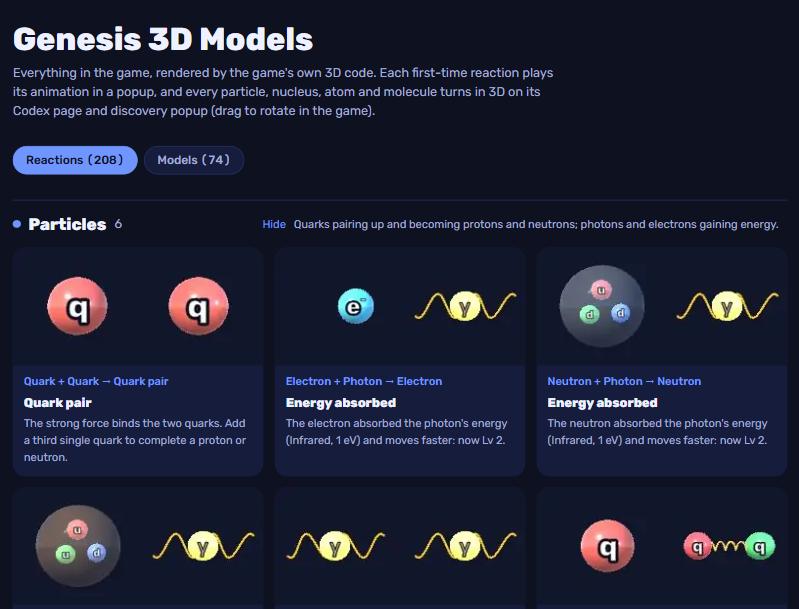 Genesis 3D Models
Everything in the game, rendered by the game's own 3D code. Each first-time reaction plays
its animation in a popup, and every particle, nucleus, atom and molecule turns in 3D on its
Codex page and discovery popup (drag to rotate in the game).
Reactions (208) Models (74)
Particles 6 Hide Quarks pairing up and becoming protons and neutrons; photons and electrons gaining energy.
q q
e⁻ γ
u d d γ
Quark + Quark → Quark pair
Quark pair
The strong force binds the two quarks. Add
a third single quark to complete a proton or
neutron.
Electron + Photon → Electron
Energy absorbed
The electron absorbed the photon's energy
(Infrared, 1 eV) and moves faster: now Lv 2.
Neutron + Photon → Neutron
Energy absorbed
The neutron absorbed the photon's energy
(Infrared, 1 eV) and moves faster: now Lv 2.
u u d γ
γ γ
q q q